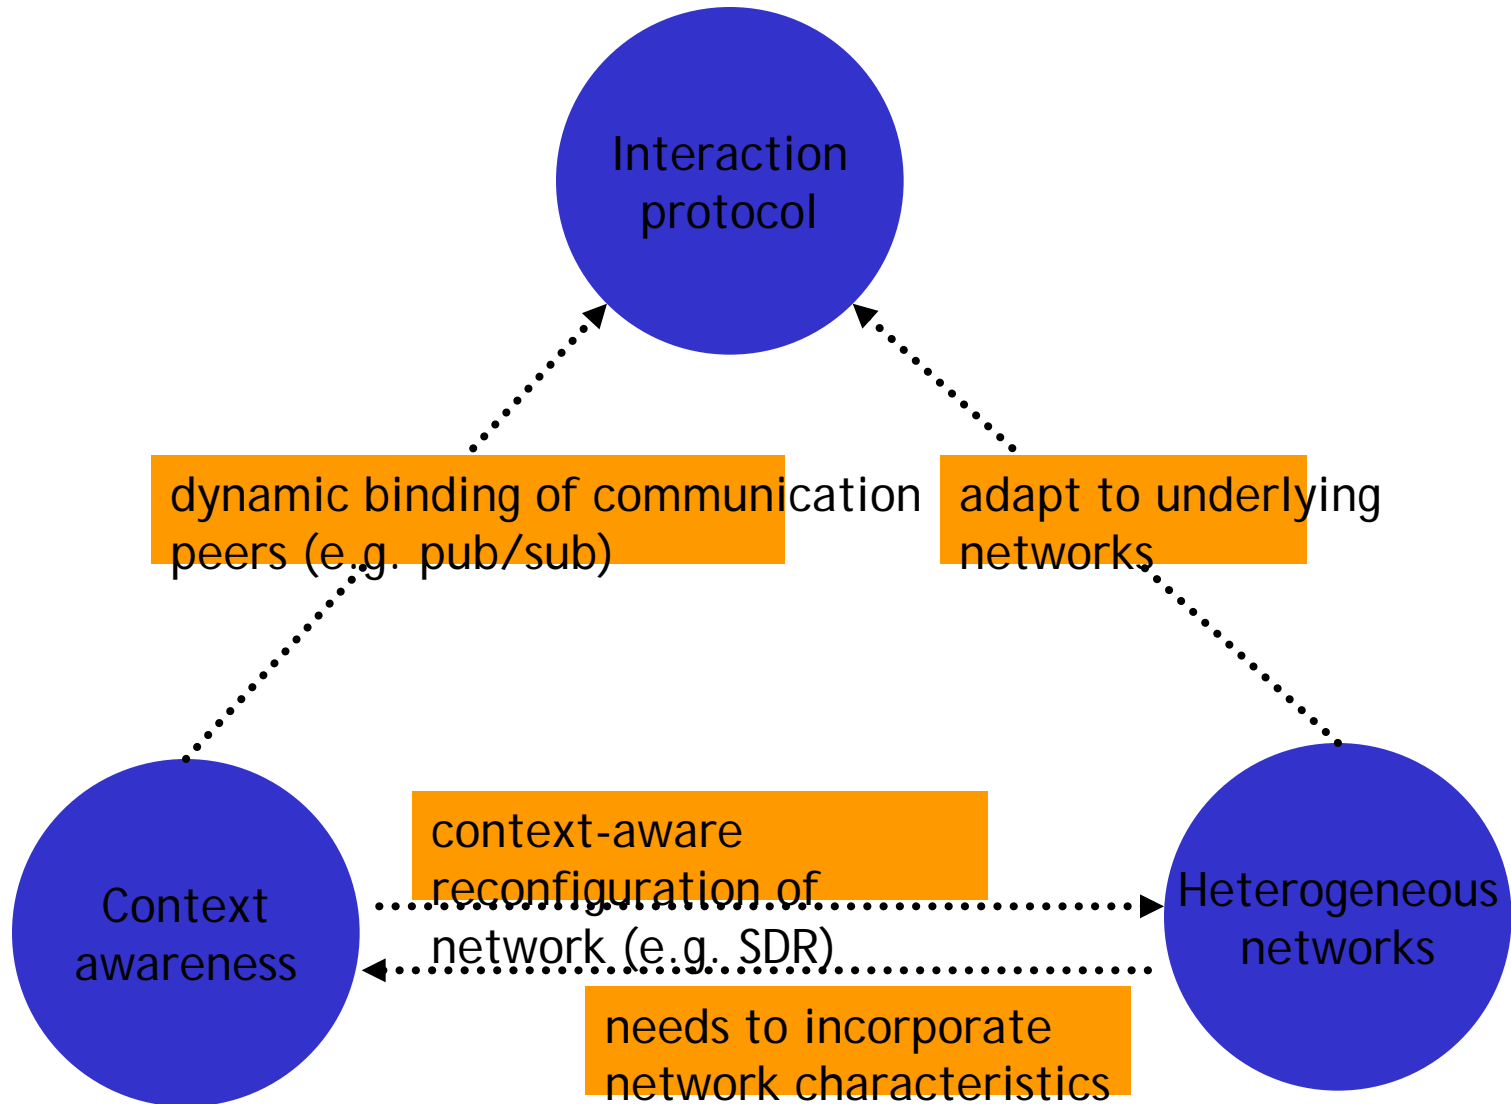 Interaction
protocol
dynamic binding of communication
peers (e.g. pub/sub)
adapt to underlying
networks
context-aware
reconfiguration of
network (e.g. SDR)
Context
awareness
Heterogeneous
networks
needs to incorporate
network characteristics